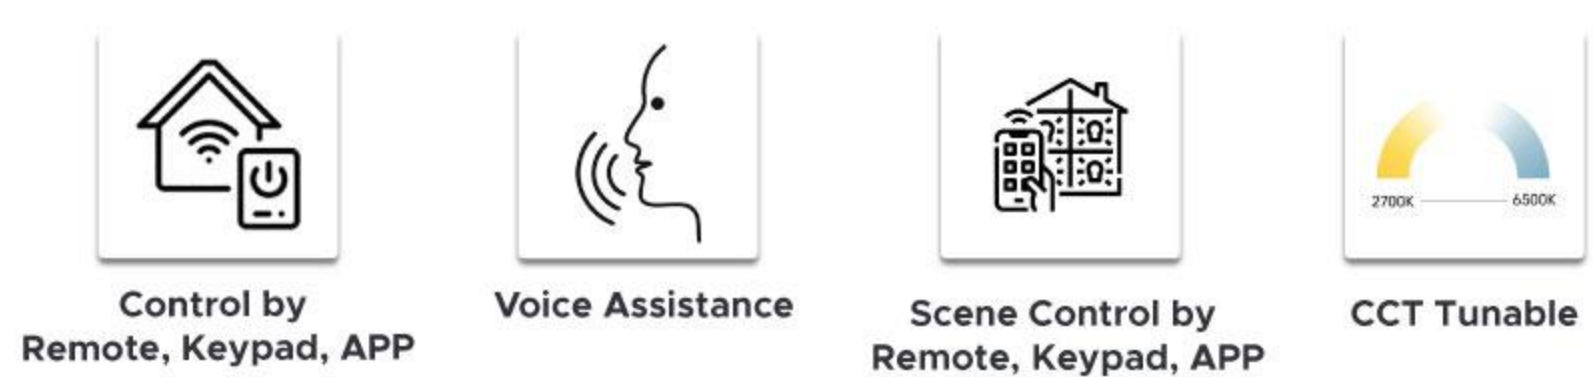 Control by
Remote, Keypad, APP
Voice Assistance
Scene Control by
Remote, Keypad, APP
2700K 6500K
CCT Tunable